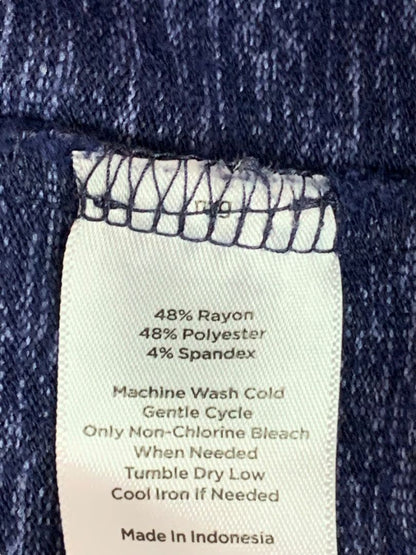 48% Rayon
48% Polyester
4% Spandex
Machine Wash Cold
Gentle Cycle
Only Non-Chlorine Bleach
When Needed
Tumble Dry Low
Cool Iron If Needed
Made In Indonesia